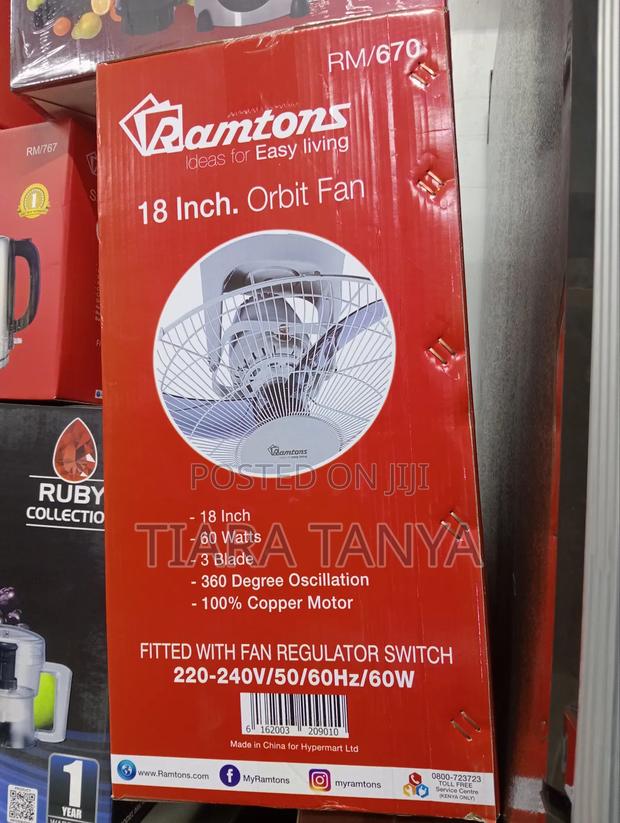 RM/670
Ramtons
Ideas for Easy living
18 Inch. Orbit Fan
Ramtons
POSTED ON JIJI
- 18 Inch
- 60 Watts
- 3 Blade
- 360 Degree Oscillation
- 100% Copper Motor
TIARA TANYA
FITTED WITH FAN REGULATOR SWITCH
220-240V/50/60Hz/60W
6 162003 209010
Made in China for Hypermart Ltd
www.Ramtons.com
MyRamtons
myramtons
0800-723723
TOLL FREE
Service Centre
(KENYA ONLY)
RM/767
1
RUBY
COLLECTIO
1
YEAR